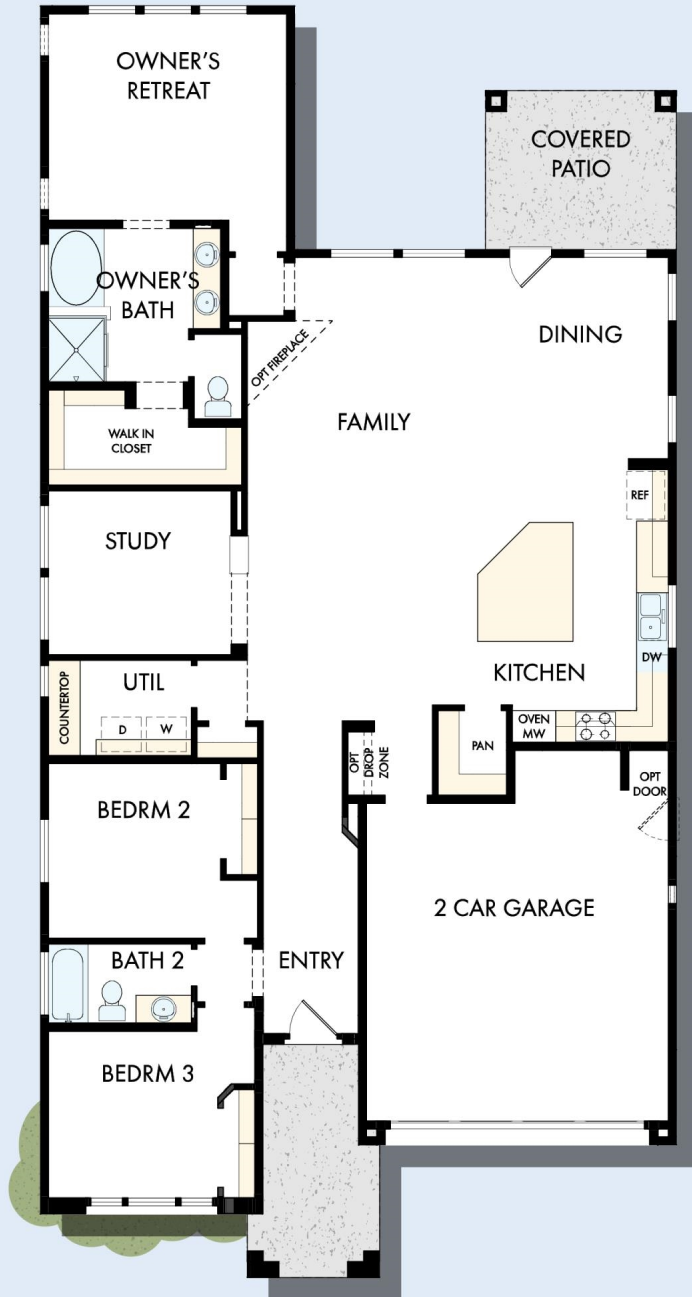 OWNER'S
RETREAT
COVERED
PATIO
OWNER'S
BATH
DINING
OPT FIREPLACE
FAMILY
WALK IN
CLOSET
REF
STUDY
DW
KITCHEN
UTIL
COUNTERTOP
D
W
OVEN
MW
PAN
OPT
DROP
ZONE
OPT
DOOR
BEDRM 2
2 CAR GARAGE
BATH 2
ENTRY
BEDRM 3